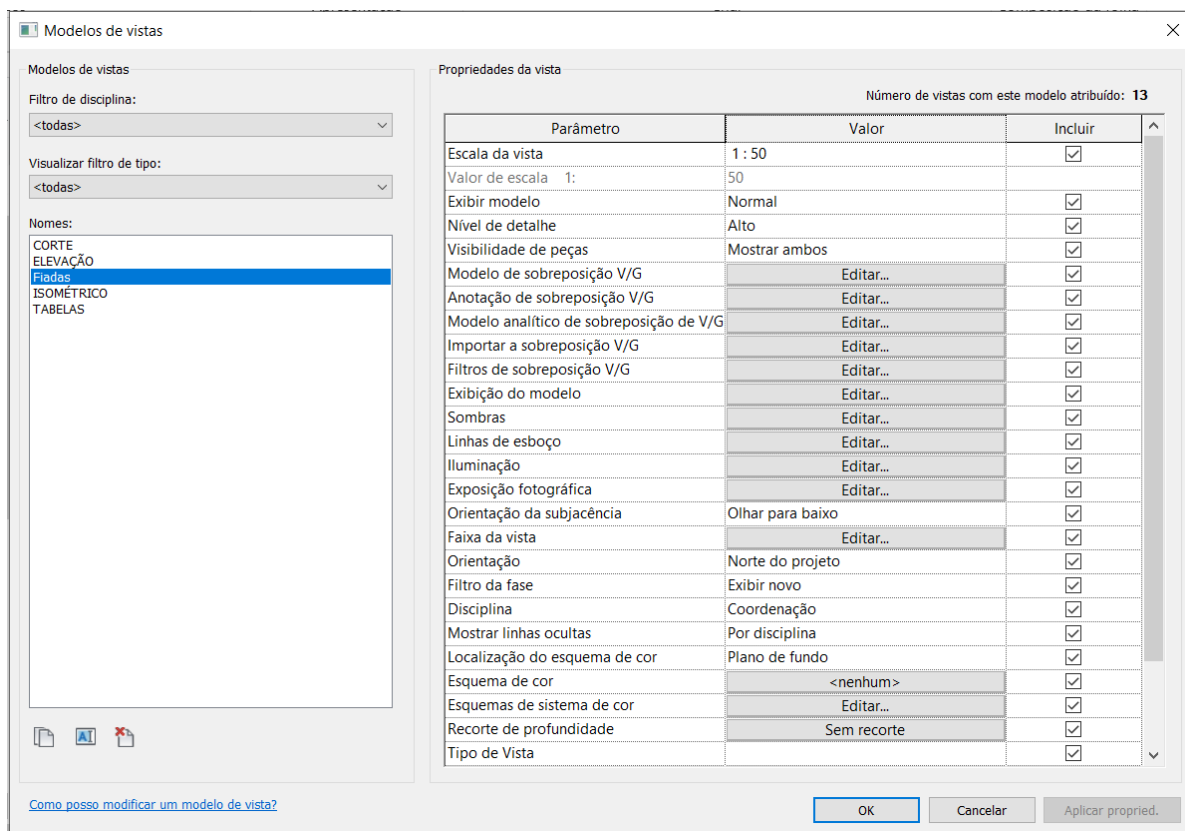 Modelos de vistas
Modelos de vistas
Filtro de disciplina:
<todas>
Visualizar filtro de tipo:
<todas>
Nomes:
CORTE
ELEVAÇÃO
Fiadas
ISOMÉTRICO
TABELAS
Como posso modificar um modelo de vista?
Propriedades da vista
Número de vistas com este modelo atribuído: 13
Parâmetro Valor Incluir
Escala da vista 1 : 50
Valor de escala 1: 50
Exibir modelo Normal
Nível de detalhe Alto
Visibilidade de peças Mostrar ambos
Modelo de sobreposição V/G Editar...
Anotação de sobreposição V/G Editar...
Modelo analítico de sobreposição de V/G Editar...
Importar a sobreposição V/G Editar...
Filtros de sobreposição V/G Editar...
Exibição do modelo Editar...
Sombras Editar...
Linhas de esboço Editar...
Iluminação Editar...
Exposição fotográfica Editar...
Orientação da subjacência Olhar para baixo
Faixa da vista Editar...
Orientação Norte do projeto
Filtro da fase Exibir novo
Disciplina Coordenação
Mostrar linhas ocultas Por disciplina
Localização do esquema de cor Plano de fundo
Esquema de cor <nenhum>
Esquemas de sistema de cor Editar...
Recorte de profundidade Sem recorte
Tipo de Vista
OK Cancelar Aplicar propried.